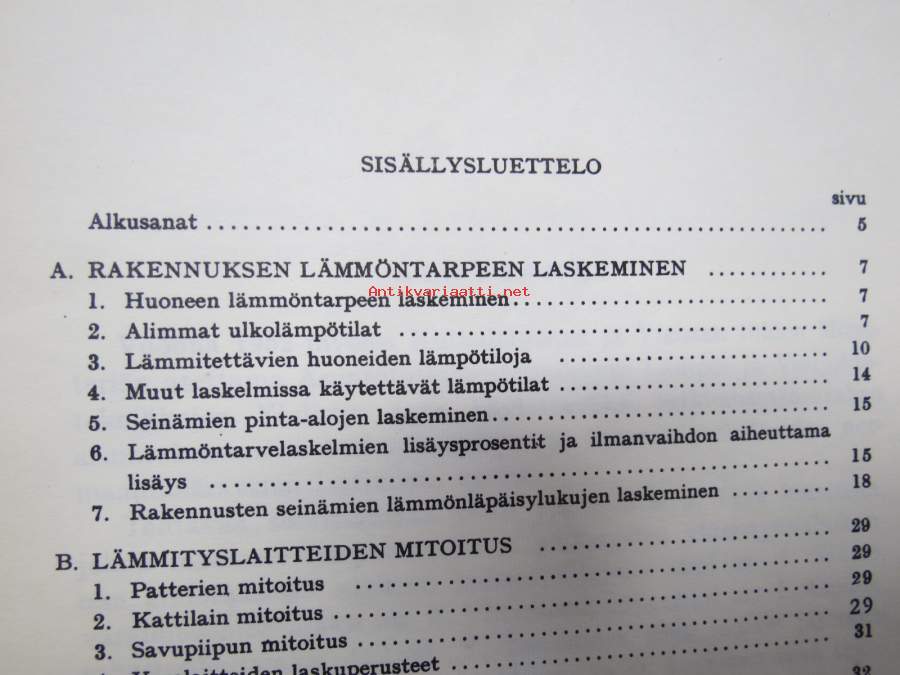 SISÄLLYSLUETTELO
sivu
Alkusanat ........ 5
A. RAKENNUKSEN LÄMMÖNTARPEEN LASKEMINEN ........ 7
Antikvariaatti.net
1. Huoneen lämmöntarpeen laskeminen ........ 7
2. Alimmat ulkolämpötilat ........ 7
3. Lämmitettävien huoneiden lämpötiloja ........ 10
4. Muut laskelmissa käytettävät lämpötilat ........ 14
5. Seinämien pinta-alojen laskeminen ........ 15
6. Lämmöntarvelaskelmien lisäysprosentit ja ilmanvaihdon aiheuttama
lisäys ........ 15
7. Rakennusten seinämien lämmönläpäisylukujen laskeminen ........ 18
B. LÄMMITYSLAITTEIDEN MITOITUS ........ 29
1. Patterien mitoitus ........ 29
2. Kattilain mitoitus ........ 29
3. Savupiipun mitoitus ........ 29
laskuperusteet ........ 31